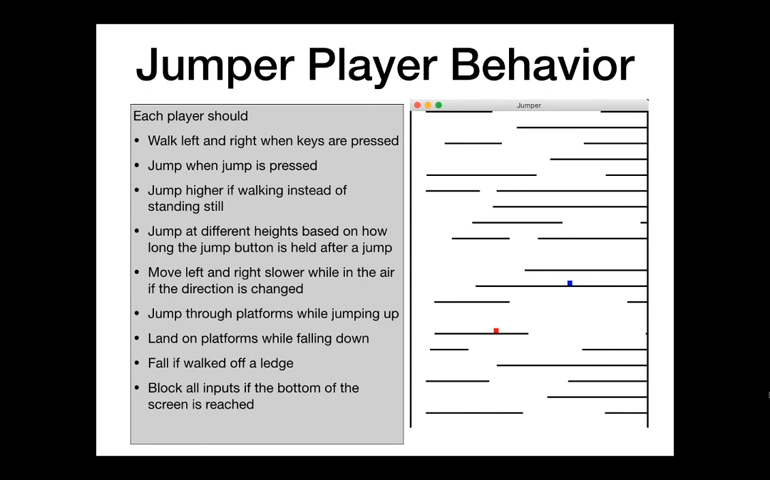 Jumper Player Behavior
Each player should
• Walk left and right when keys are pressed
• Jump when jump is pressed
• Jump higher if walking instead of
standing still
• Jump at different heights based on how
long the jump button is held after a jump
• Move left and right slower while in the air
if the direction is changed
• Jump through platforms while jumping up
• Land on platforms while falling down
• Fall if walked off a ledge
• Block all inputs if the bottom of the
screen is reached
Jumper